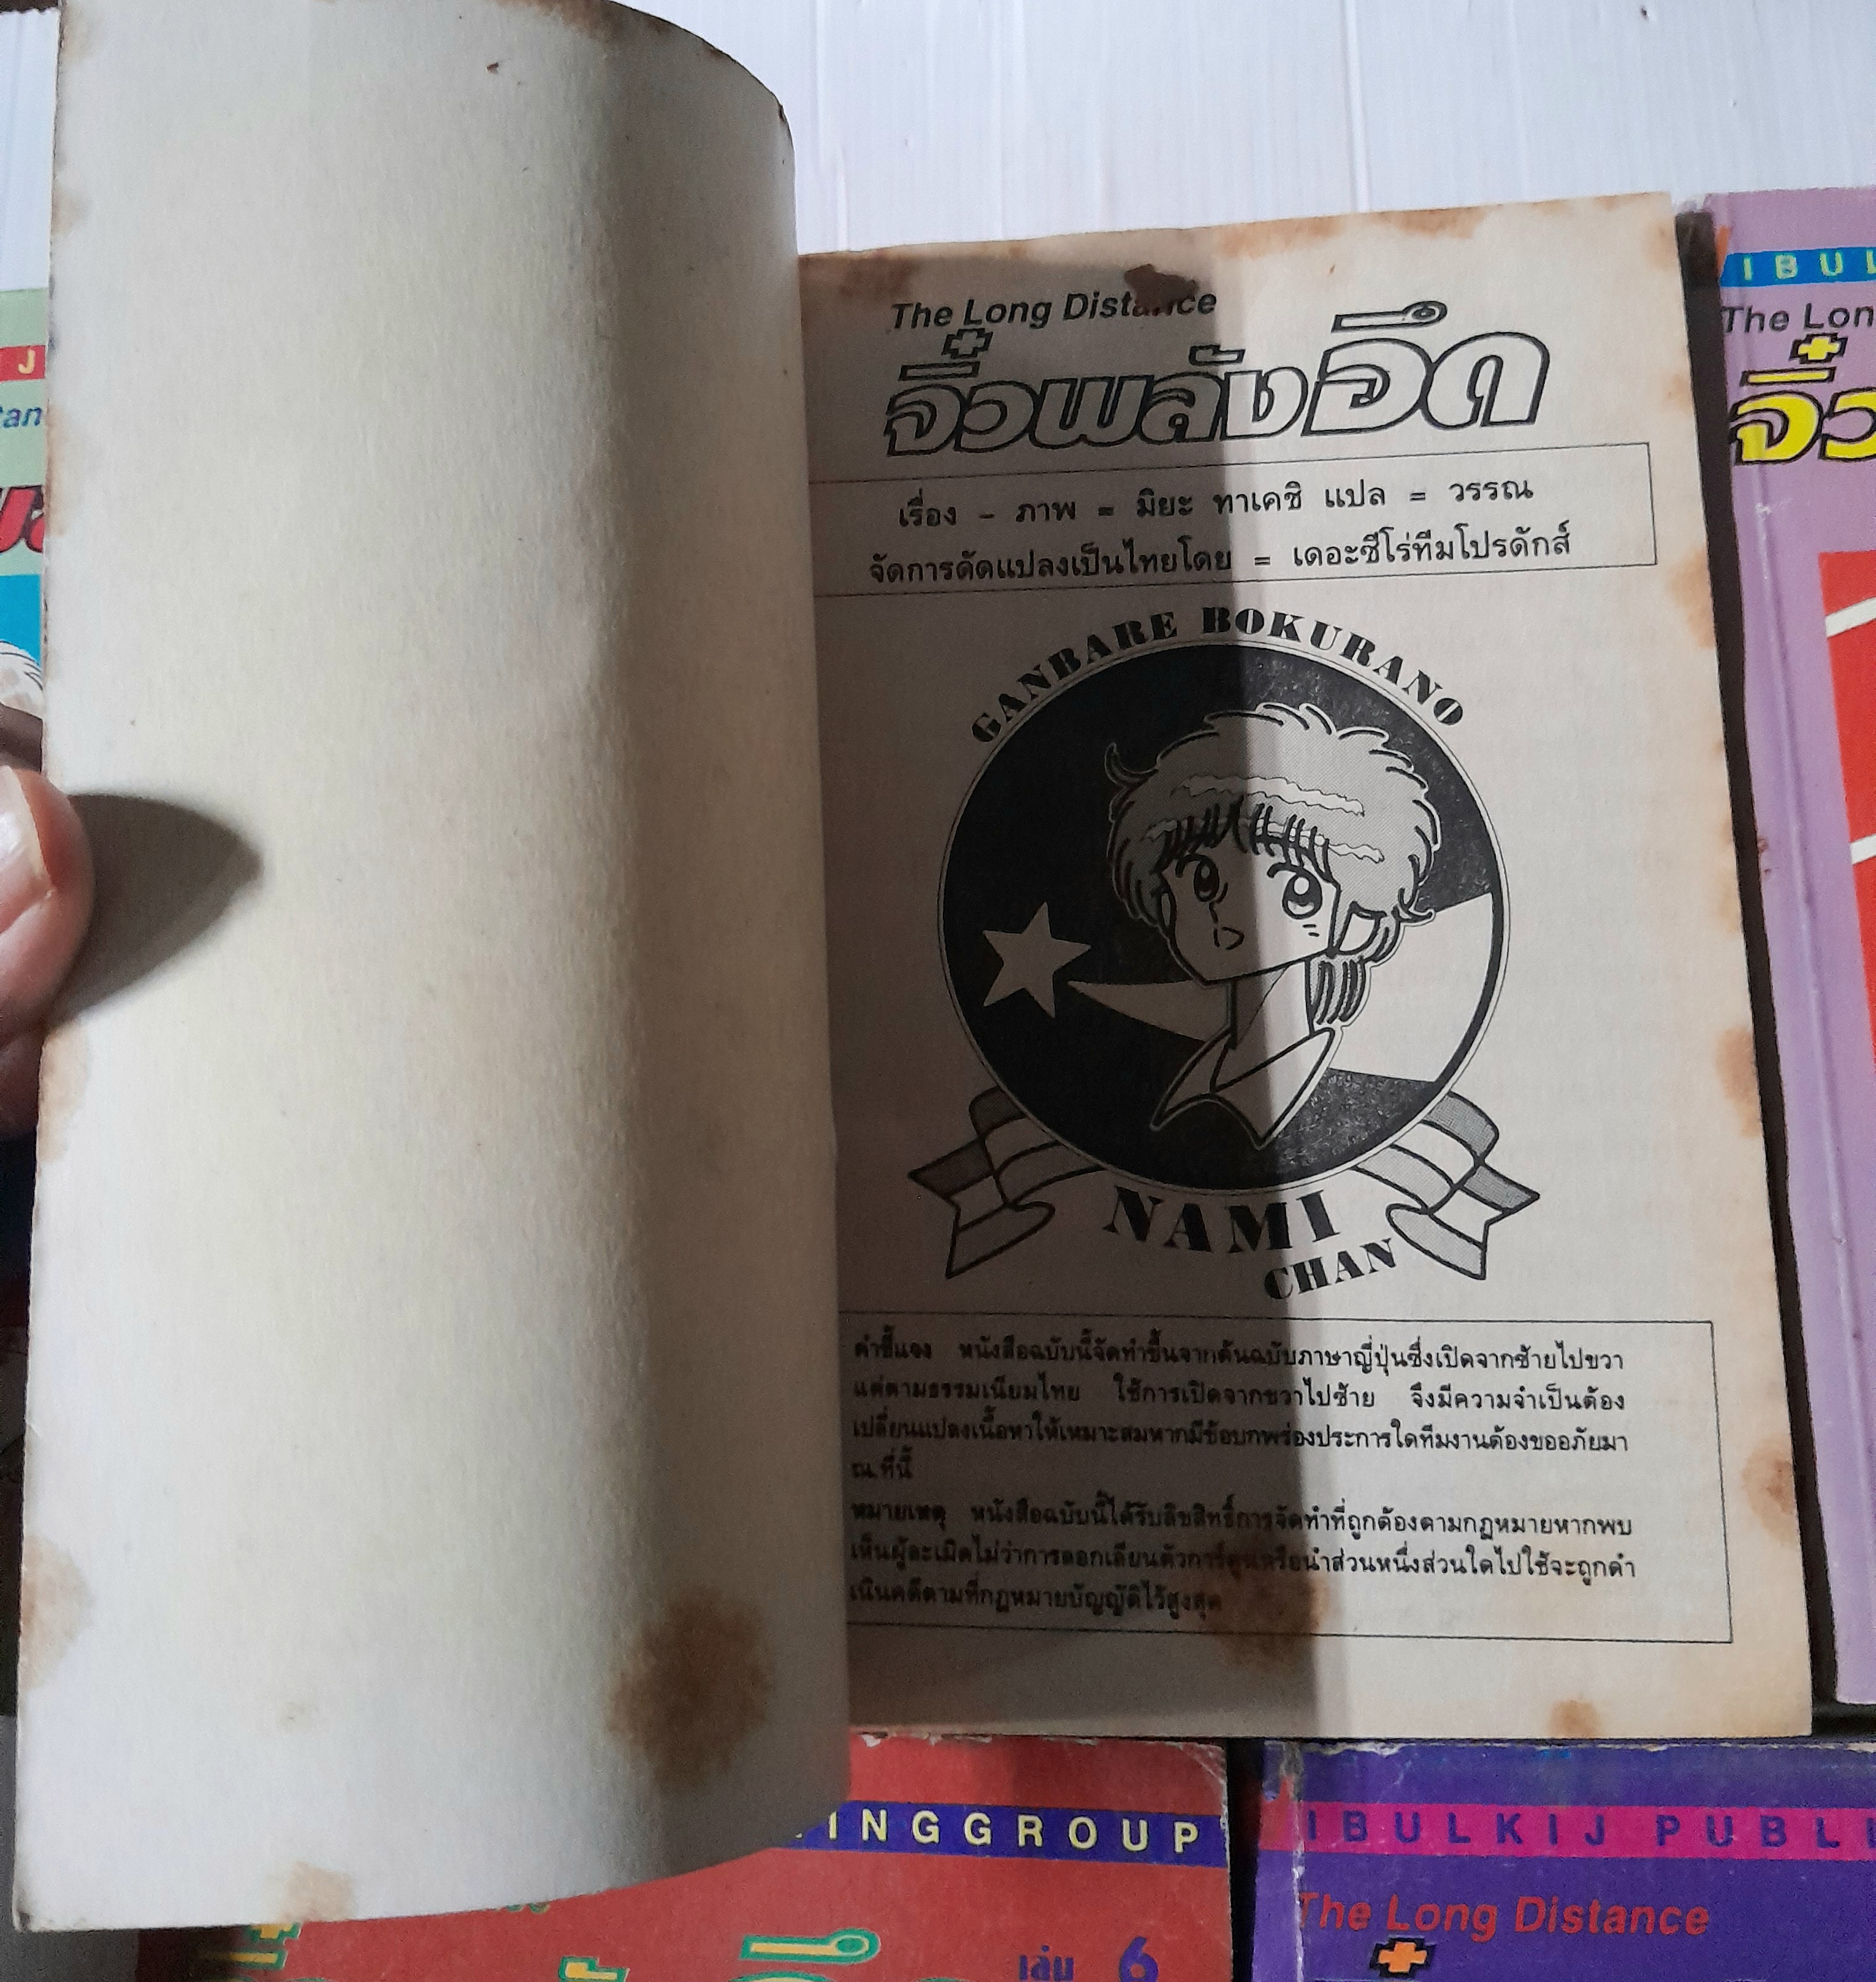 The Long Distance
จิ๋วพลังอึด
เรื่อง - ภาพ = มิยะ ทาเคชิ แปล = วรรณ
จัดการดัดแปลงเป็นไทยโดย = เดอะซีโร่ทีมโปรดักส์
GANBARE BOKURANO
NAMI
CHAN
คำชี้แจง หนังสือฉบับนี้จัดทำขึ้นจากต้นฉบับภาษาญี่ปุ่นซึ่งเปิดจากซ้ายไปขวา
แต่ตามธรรมเนียมไทย ใช้การเปิดจากขวาไปซ้าย จึงมีความจำเป็นต้อง
เปลี่ยนแปลงเนื้อหาให้เหมาะสมหากมีข้อบกพร่องประการใดทีมงานต้องขออภัยมา
ณ.ที่นี้
หมายเหตุ หนังสือฉบับนี้ได้รับลิขสิทธิ์การจัดทำที่ถูกต้องตามกฎหมายหากพบ
เห็นผู้ละเมิดไม่ว่าการลอกเลียนตัวการ์ตูนหรือนำส่วนหนึ่งส่วนใดไปใช้จะถูกดำ
เนินคดีตามที่กฎหมายบัญญัติไว้สูงสุด
IBUL
The Lon
จิ๋ว
J
tan
INGGROUP
เล่ม 6
IBULKIJ PUBLI
The Long Distance